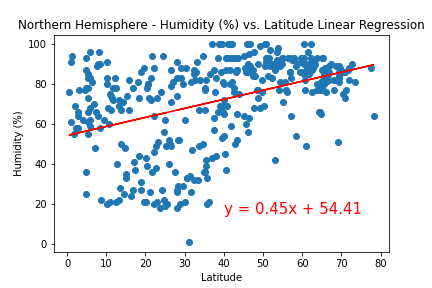 Northern Hemisphere - Humidity (%) vs. Latitude Linear Regression
100
80
60
40
20
0
Humidity (%)
y = 0.45x + 54.41
0 10 20 30 40 50 60 70 80
Latitude